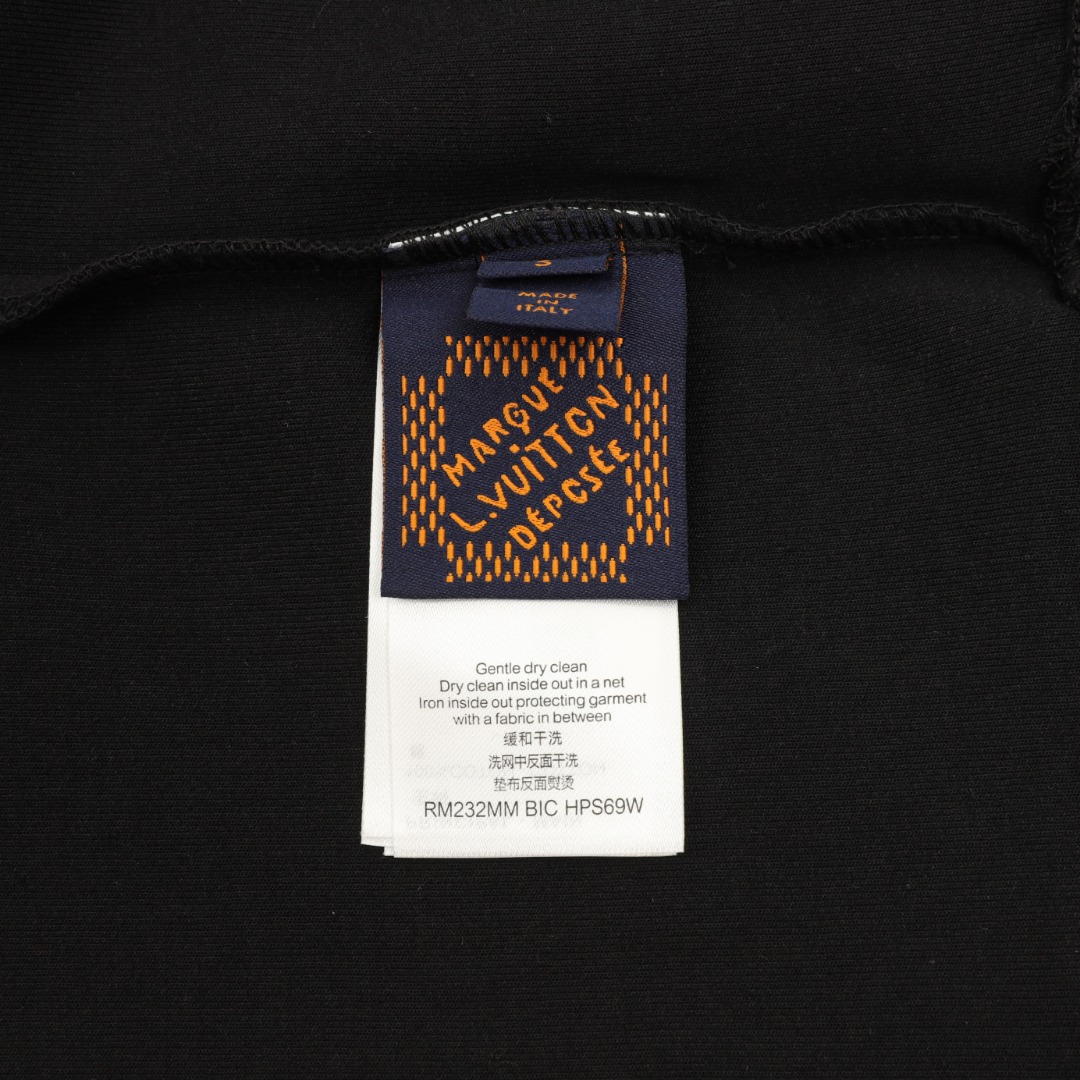 S
MADE
IN
ITALY
MARQUE
L.VUITTON
DÉPOSÉE
Gentle dry clean
Dry clean inside out in a net
Iron inside out protecting garment
with a fabric in between
缓和干洗
洗网中反面干洗
垫布反面熨烫
RM232MM BIC HPS69W